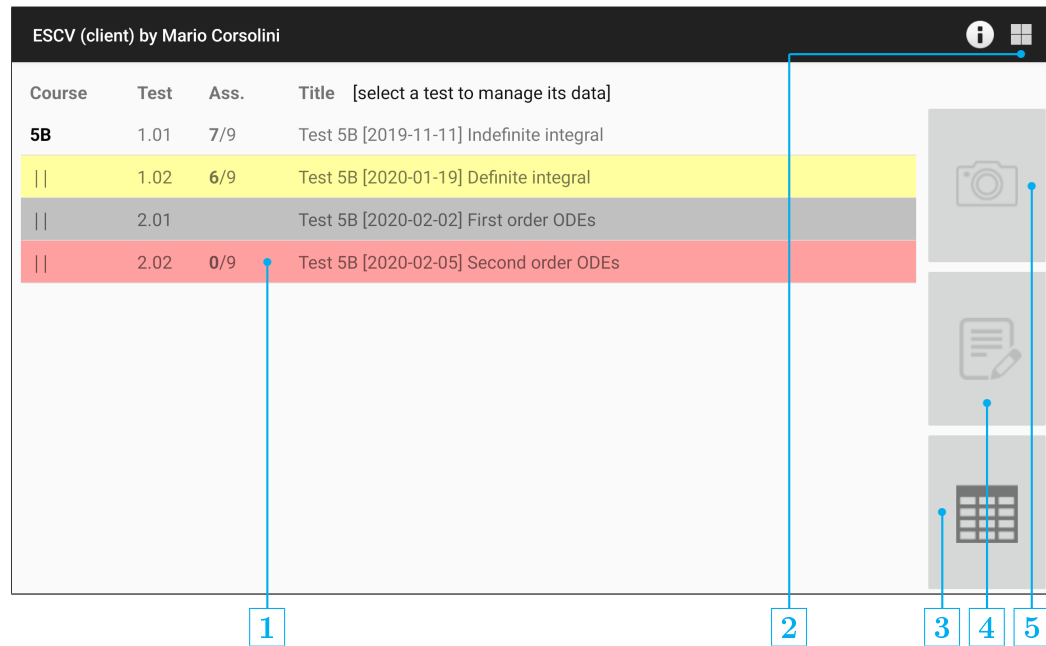 ESCV (client) by Mario Corsolini
Course Test Ass. Title [select a test to manage its data]
5B 1.01 7/9 Test 5B [2019-11-11] Indefinite integral
|| 1.02 6/9 Test 5B [2020-01-19] Definite integral
|| 2.01 Test 5B [2020-02-02] First order ODEs
|| 2.02 0/9 Test 5B [2020-02-05] Second order ODEs
1 2 3 4 5